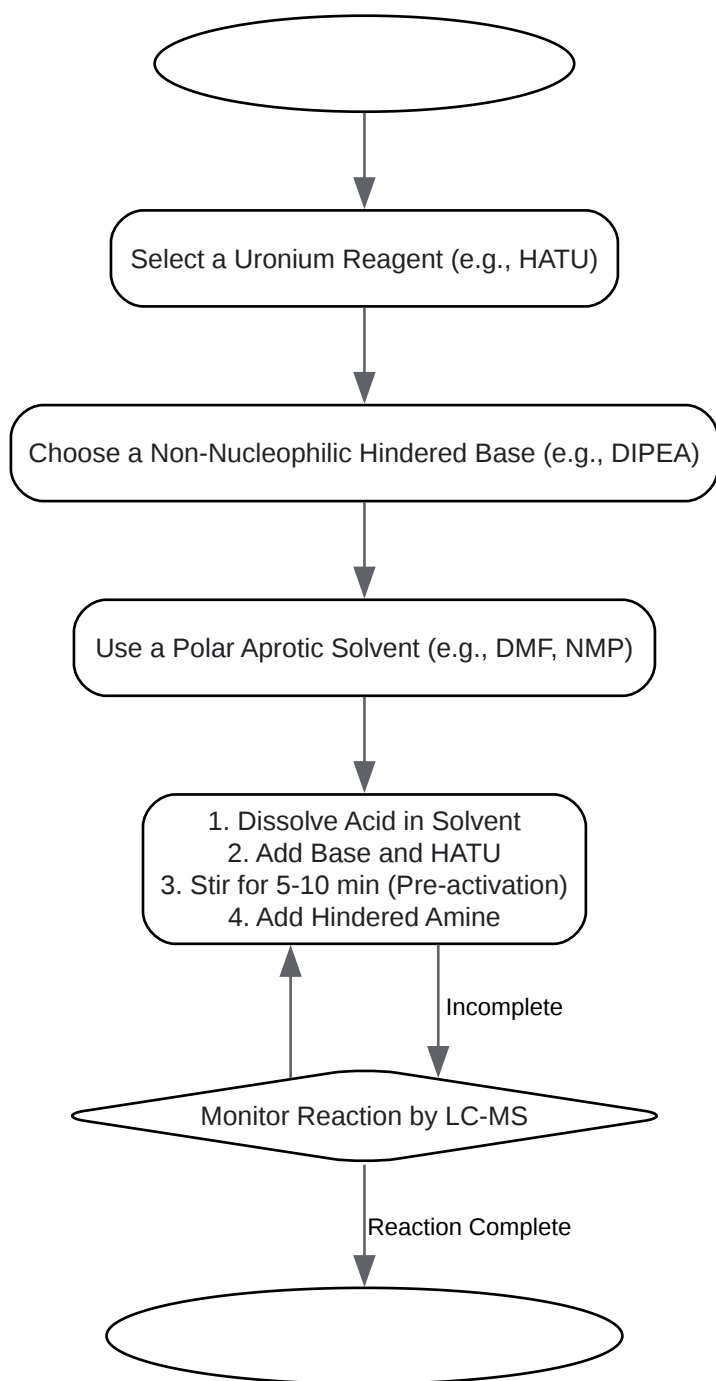 Select a Uronium Reagent (e.g., HATU)
Choose a Non-Nucleophilic Hindered Base (e.g., DIPEA)
Use a Polar Aprotic Solvent (e.g., DMF, NMP)
1. Dissolve Acid in Solvent
2. Add Base and HATU
3. Stir for 5-10 min (Pre-activation)
4. Add Hindered Amine
Incomplete
Monitor Reaction by LC-MS
Reaction Complete